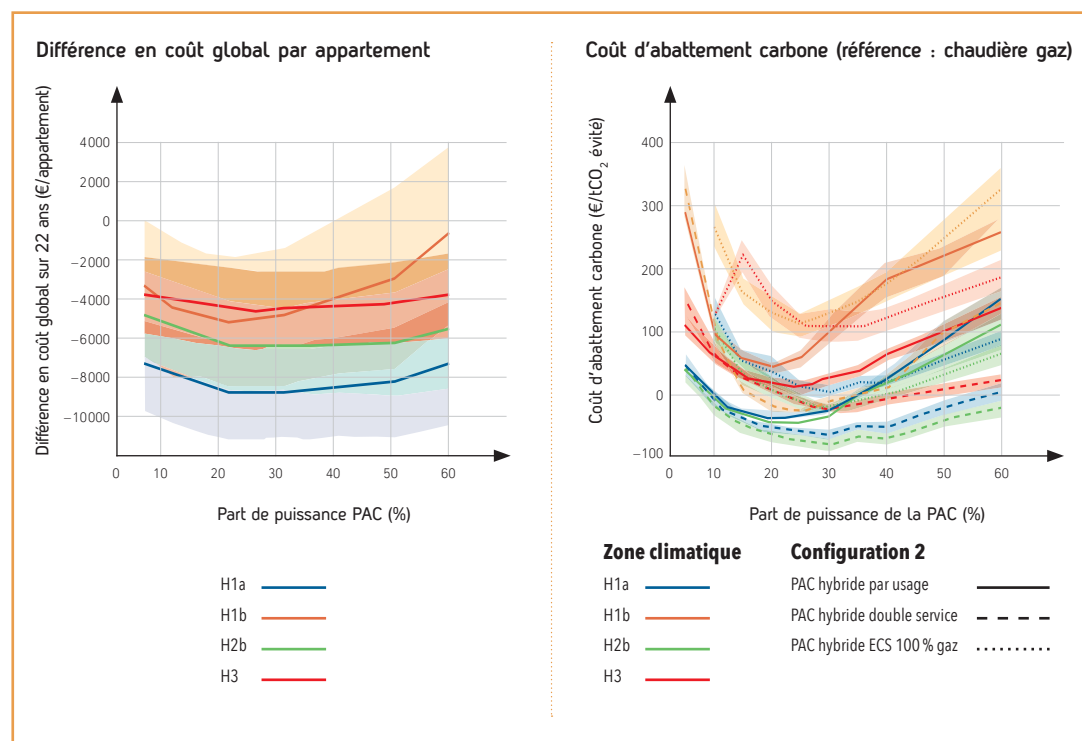 Différence en coût global par appartement
Différence en coût global sur 22 ans (€/appartement)
4000
2000
0
−2000
−4000
−6000
−8000
−10000
0
10
20
30
40
50
60
Part de puissance PAC (%)
H1a
H1b
H2b
H3
Coût d'abattement carbone (référence : chaudière gaz)
Coût d'abattement carbone (€/tCO₂ évité)
400
300
200
100
0
−100
0
10
20
30
40
50
60
Part de puissance de la PAC (%)
Zone climatique
H1a
H1b
H2b
H3
Configuration 2
PAC hybride par usage
PAC hybride double service
PAC hybride ECS 100 % gaz